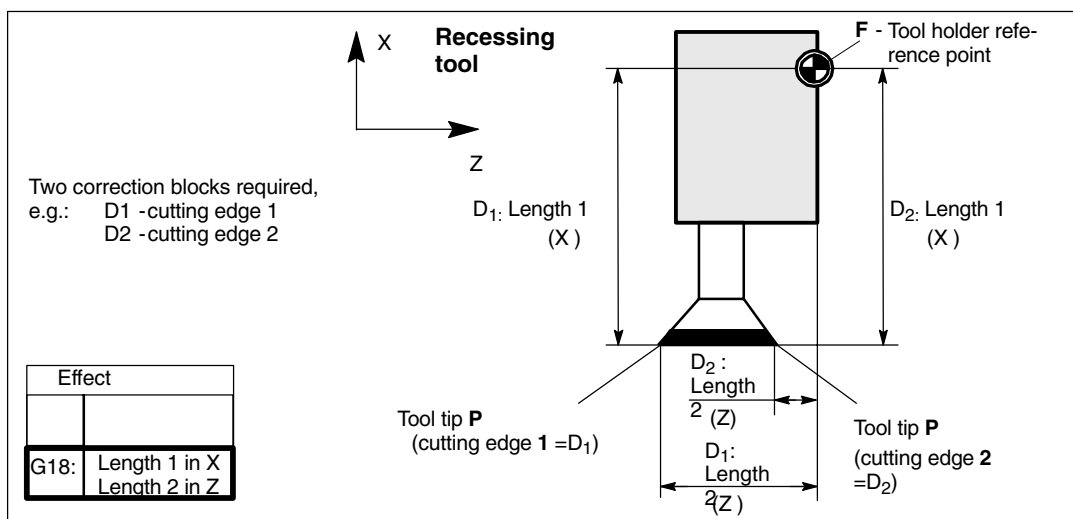 X
Recessing
tool
F - Tool holder refe-
rence point
Z
Two correction blocks required,
e.g.: D1 -cutting edge 1
D2 -cutting edge 2
D1: Length 1
(X )
D2: Length 1
(X )
Effect
G18: Length 1 in X
Length 2 in Z
Tool tip P
(cutting edge 1 =D1)
D2 :
Length
2 (Z)
D1:
Length
2(Z )
Tool tip P
(cutting edge 2
=D2)